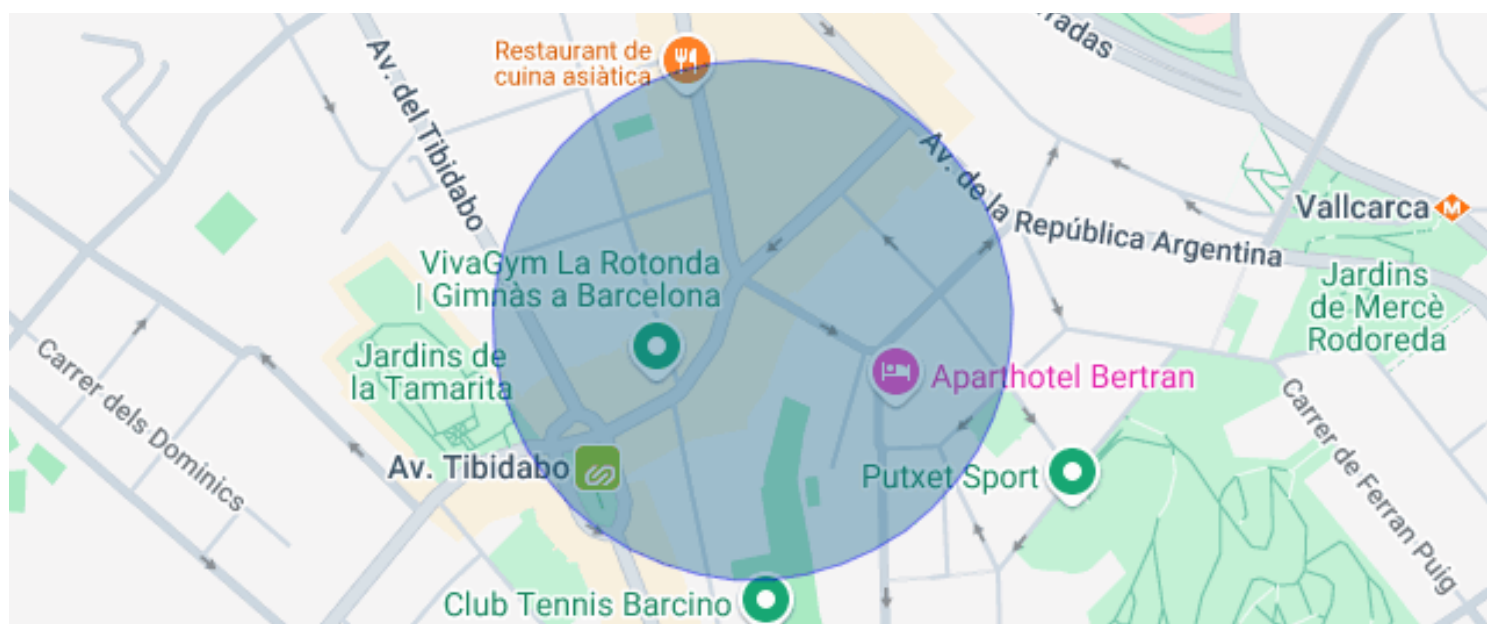 rradas
Restaurant de
cuina asiàtica
Av. del Tibidabo
Av. de la República Argentina
Vallcarca
M
VivaGym La Rotonda
| Gimnàs a Barcelona
Jardins
de Mercè
Rodoreda
Jardins de
la Tamarita
Aparthotel Bertran
Carrer dels Dominics
Carrer de Ferran Puig
Av. Tibidabo
Putxet Sport
Club Tennis Barcino